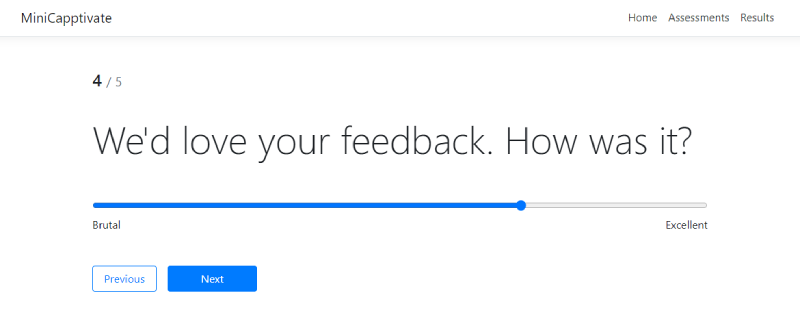 MiniCapptivate Home Assessments Results
4 / 5
We'd love your feedback. How was it?
Brutal Excellent
Previous Next